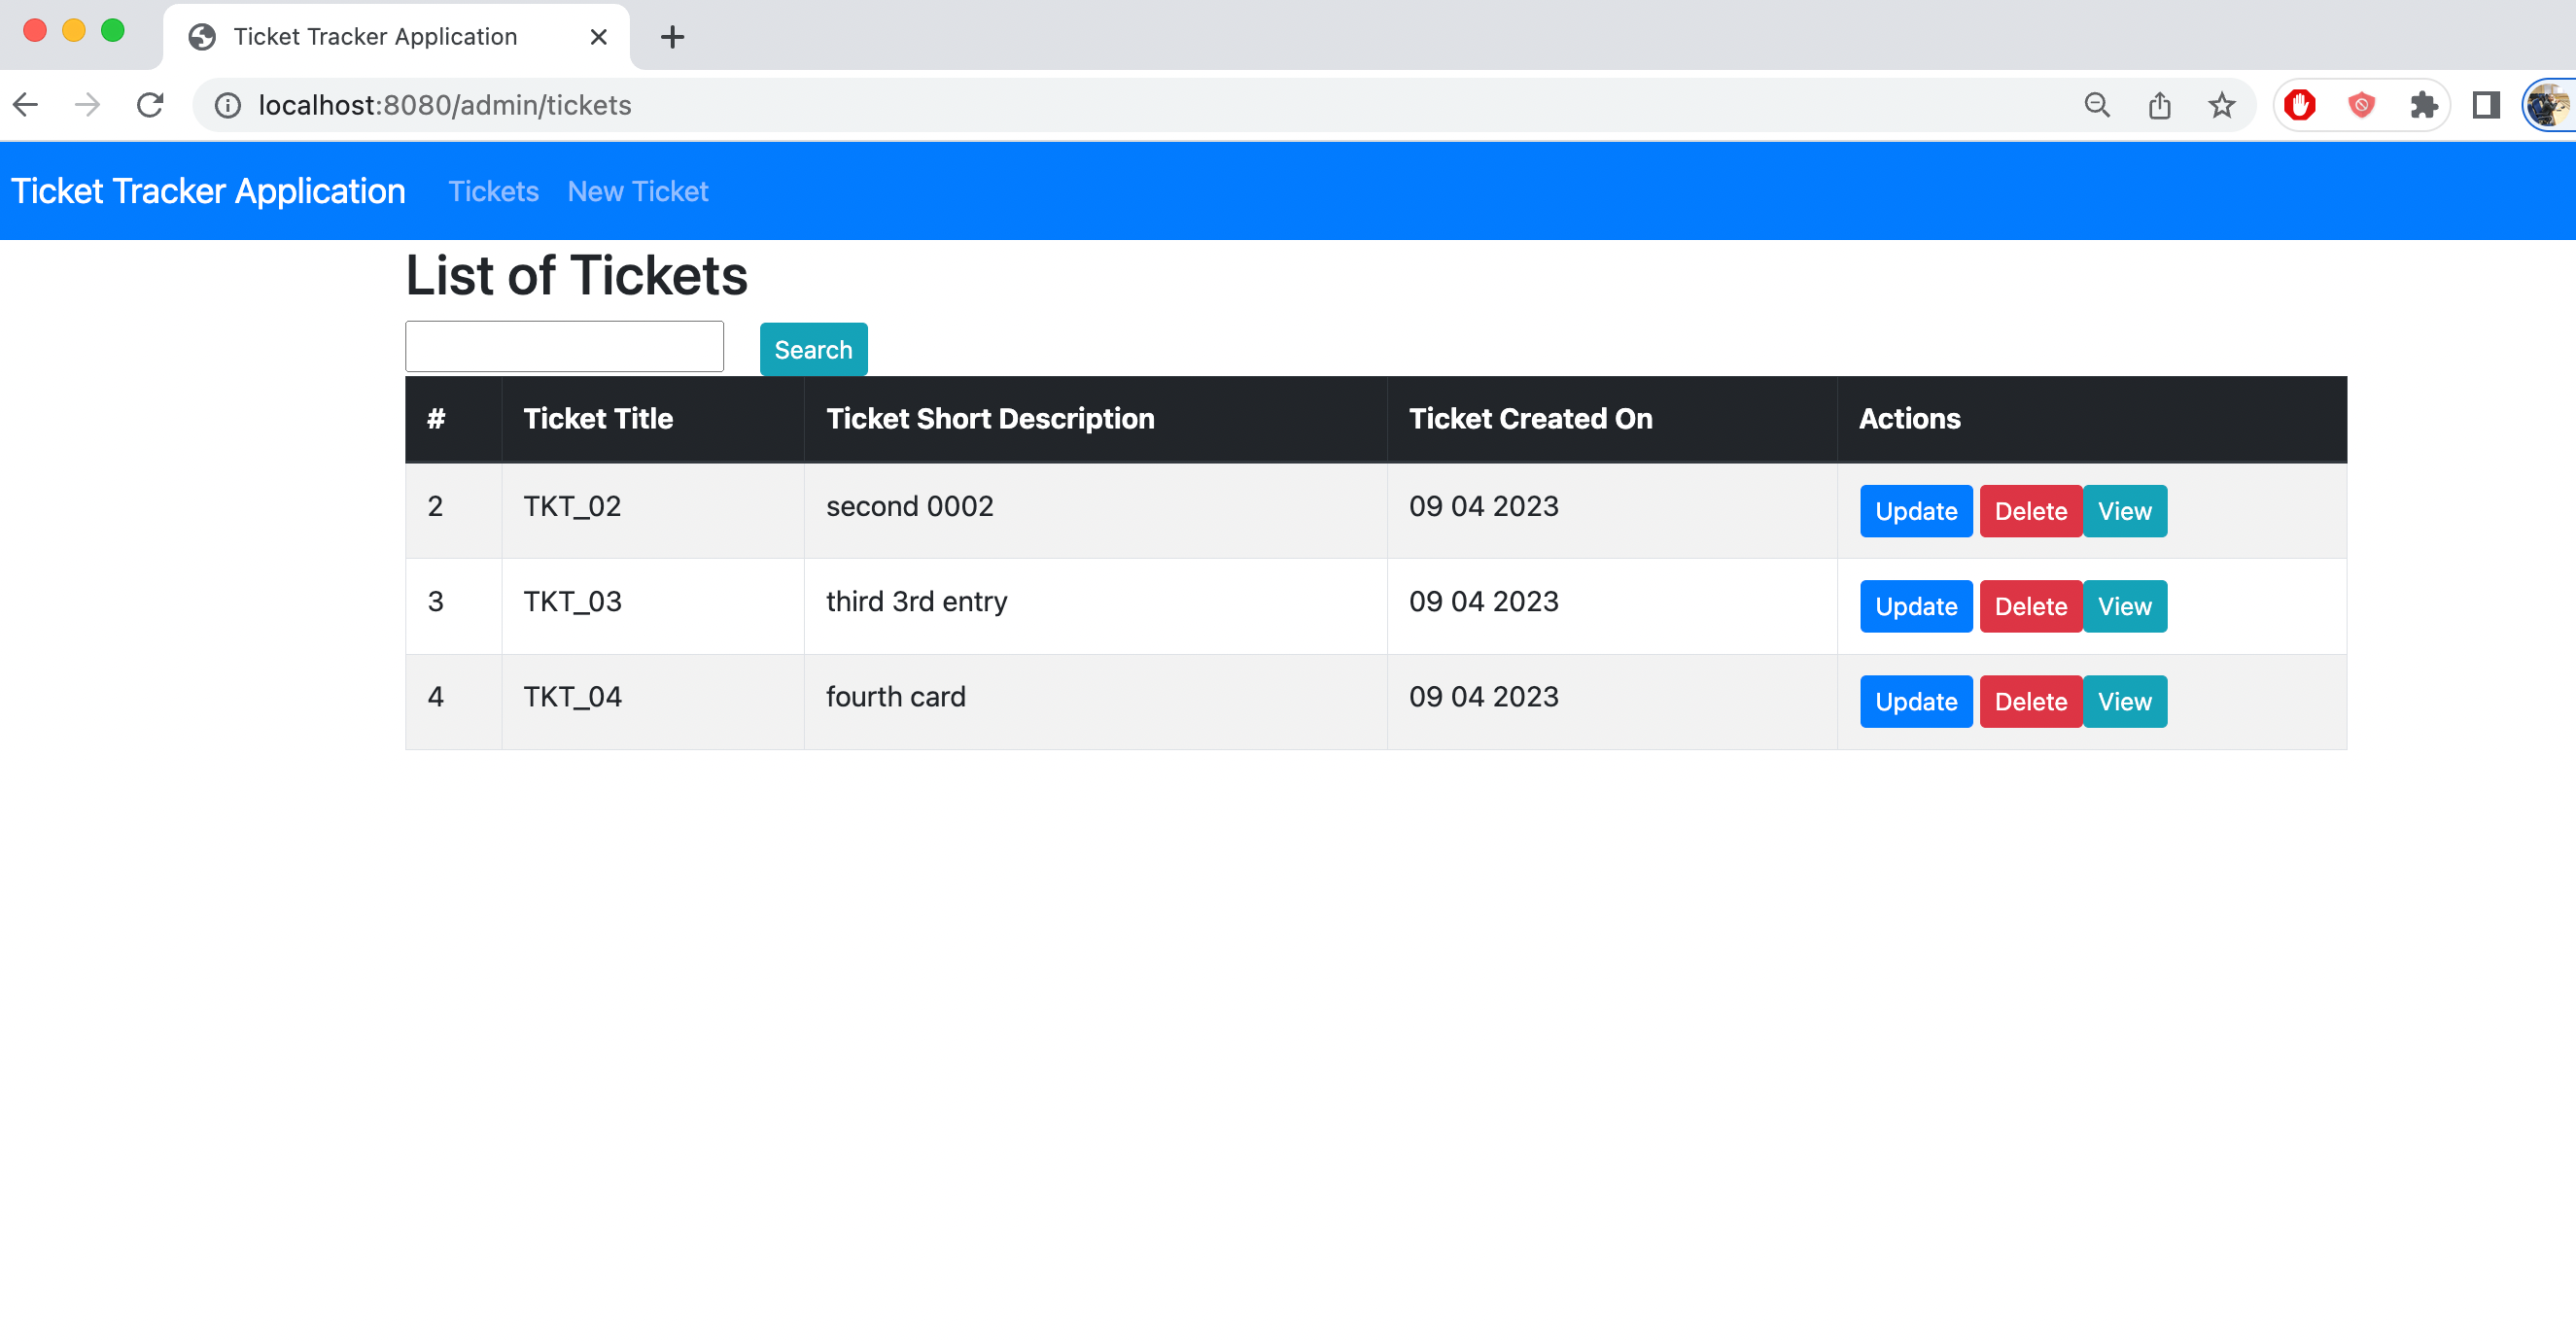 Ticket Tracker Application
localhost:8080/admin/tickets
Ticket Tracker Application Tickets New Ticket
List of Tickets
Search
# Ticket Title Ticket Short Description Ticket Created On Actions
2 TKT_02 second 0002 09 04 2023 Update Delete View
3 TKT_03 third 3rd entry 09 04 2023 Update Delete View
4 TKT_04 fourth card 09 04 2023 Update Delete View